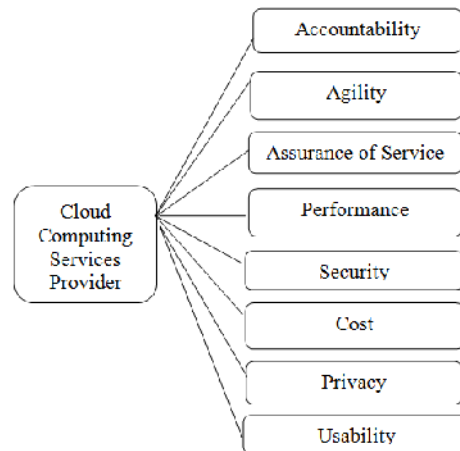 Accountability
Agility
Assurance of Service
Performance
Security
Cost
Privacy
Usability
Cloud
Computing
Services
Provider